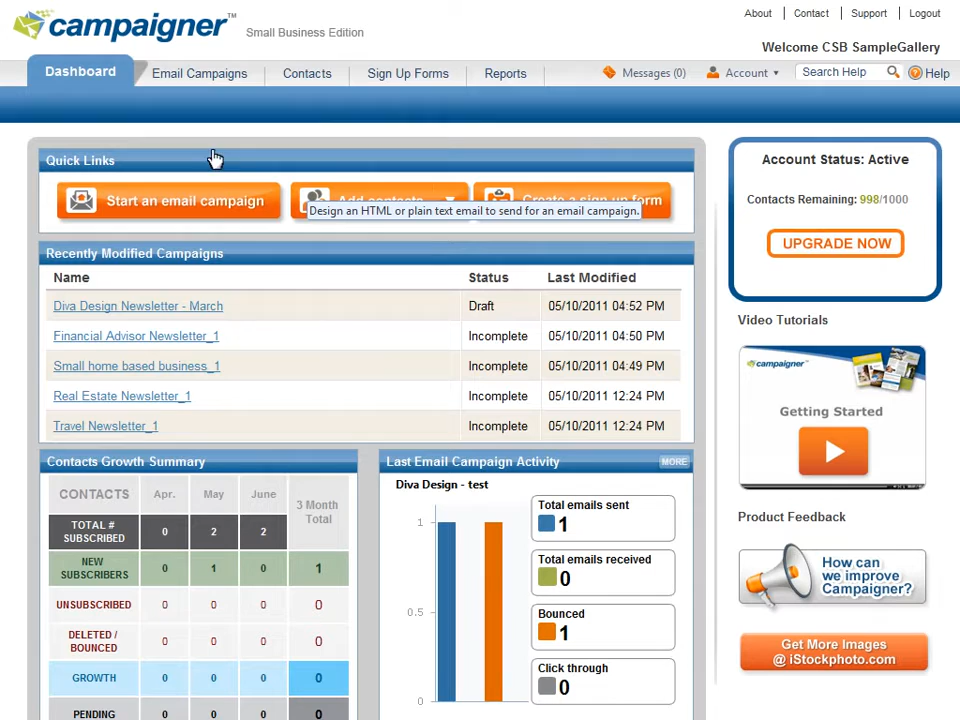 About | Contact | Support | Logout
campaigner™ Small Business Edition
Welcome CSB SampleGallery
Dashboard Email Campaigns Contacts Sign Up Forms Reports Messages (0) Account Search Help Help
Quick Links
Start an email campaign Add contacts Create a sign up form
Design an HTML or plain text email to send for an email campaign.
Recently Modified Campaigns
Name Status Last Modified
Diva Design Newsletter - March Draft 05/10/2011 04:52 PM
Financial Advisor Newsletter_1 Incomplete 05/10/2011 04:50 PM
Small home based business_1 Incomplete 05/10/2011 04:49 PM
Real Estate Newsletter_1 Incomplete 05/10/2011 12:24 PM
Travel Newsletter_1 Incomplete 05/10/2011 12:24 PM
Contacts Growth Summary
CONTACTS Apr. May June 3 Month
Total
TOTAL #
SUBSCRIBED 0 2 2
NEW
SUBSCRIBERS 0 1 0 1
UNSUBSCRIBED 0 0 0 0
DELETED /
BOUNCED 0 0 0 0
GROWTH 0 0 0 0
PENDING 0 0 0 0
Last Email Campaign Activity MORE
Diva Design - test
1
0.5
0
Total emails sent
1
Total emails received
0
Bounced
1
Click through
0
Account Status: Active
Contacts Remaining: 998/1000
UPGRADE NOW
Video Tutorials
campaigner™
Getting Started
Product Feedback
How can
we improve
Campaigner?
Get More Images
@ iStockphoto.com